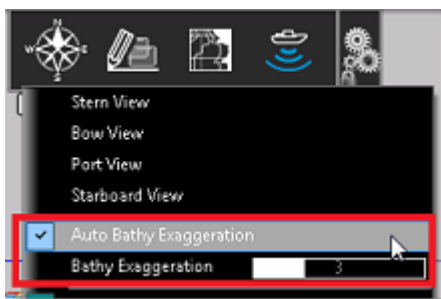 N
S
Stern View
Bow View
Port View
Starboard View
Auto Bathy Exaggeration
Bathy Exaggeration 3